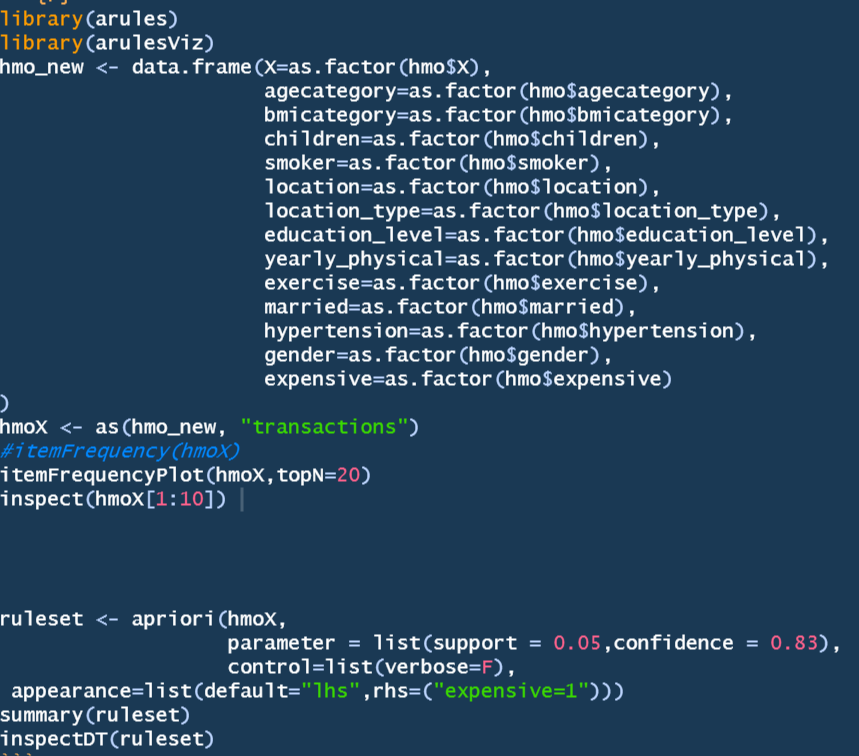 library(arules)
library(arulesViz)
hmo_new <- data.frame(X=as.factor(hmo$X),
                      agecategory=as.factor(hmo$agecategory),
                      bmicategory=as.factor(hmo$bmicategory),
                      children=as.factor(hmo$children),
                      smoker=as.factor(hmo$smoker),
                      location=as.factor(hmo$location),
                      location_type=as.factor(hmo$location_type),
                      education_level=as.factor(hmo$education_level),
                      yearly_physical=as.factor(hmo$yearly_physical),
                      exercise=as.factor(hmo$exercise),
                      married=as.factor(hmo$married),
                      hypertension=as.factor(hmo$hypertension),
                      gender=as.factor(hmo$gender),
                      expensive=as.factor(hmo$expensive)
)
hmoX <- as(hmo_new, "transactions")
#itemFrequency(hmoX)
itemFrequencyPlot(hmoX,topN=20)
inspect(hmoX[1:10])
ruleset <- apriori(hmoX,
                   parameter = list(support = 0.05,confidence = 0.83),
                   control=list(verbose=F),
 appearance=list(default="lhs",rhs=("expensive=1")))
summary(ruleset)
inspectDT(ruleset)